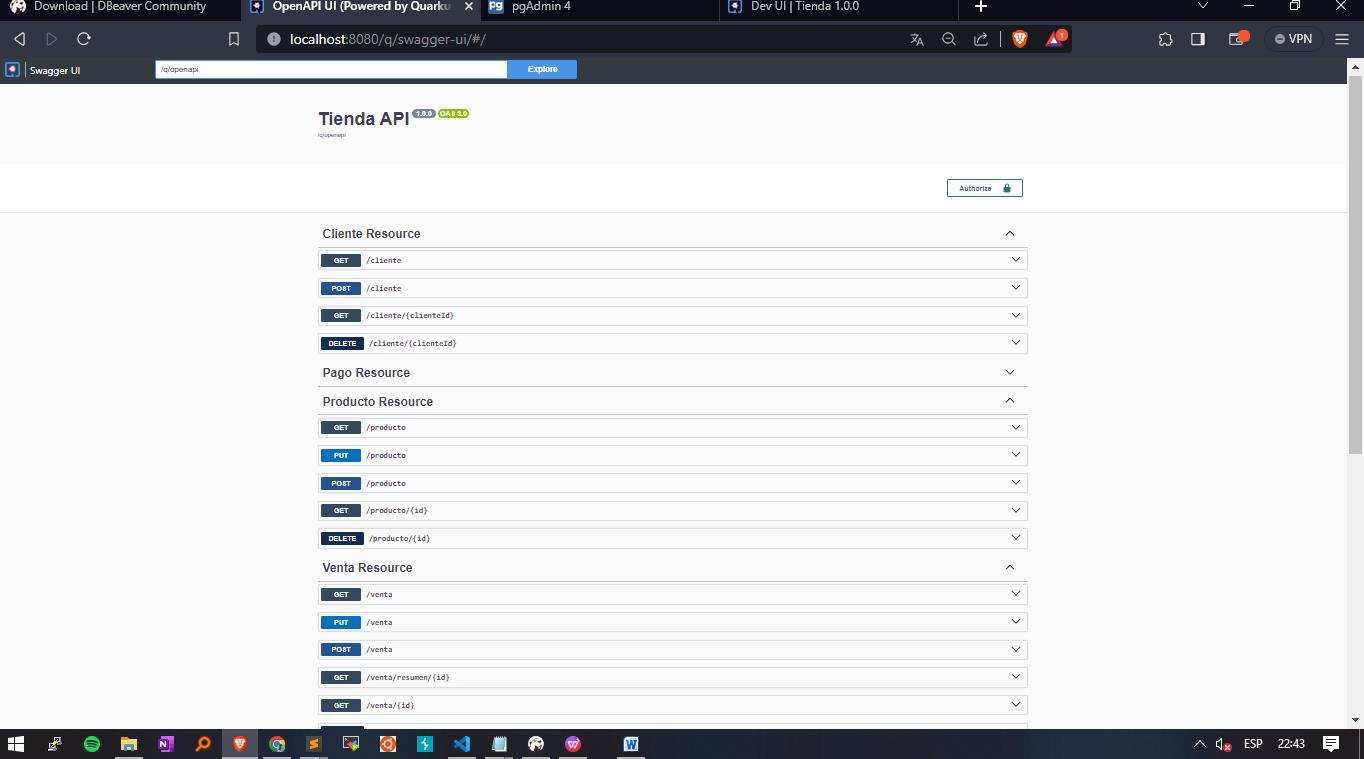 Download | DBeaver Community
OpenAPI UI (Powered by Quarku
pgAdmin 4
Dev UI | Tienda 1.0.0
localhost:8080/q/swagger-ui/#/
1
VPN
Swagger UI
/q/openapi
Explore
Tienda API 1.0.0 OAS 3.0
/q/openapi
Authorize
Cliente Resource
GET /cliente
POST /cliente
GET /cliente/{clienteId}
DELETE /cliente/{clienteId}
Pago Resource
Producto Resource
GET /producto
PUT /producto
POST /producto
GET /producto/{id}
DELETE /producto/{id}
Venta Resource
GET /venta
PUT /venta
POST /venta
GET /venta/resumen/{id}
GET /venta/{id}
ESP
22:43